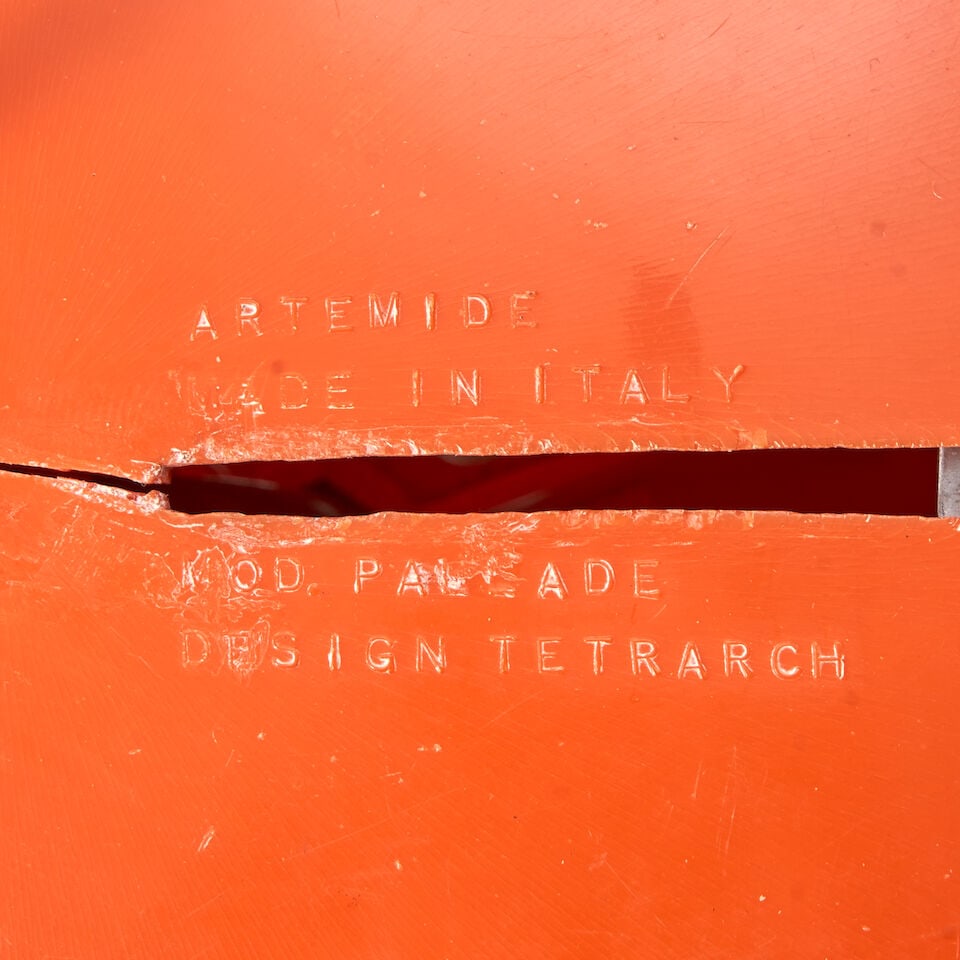 ARTEMIDE
MADE IN ITALY
MOD. PALLADE
DESIGN TETRARCH